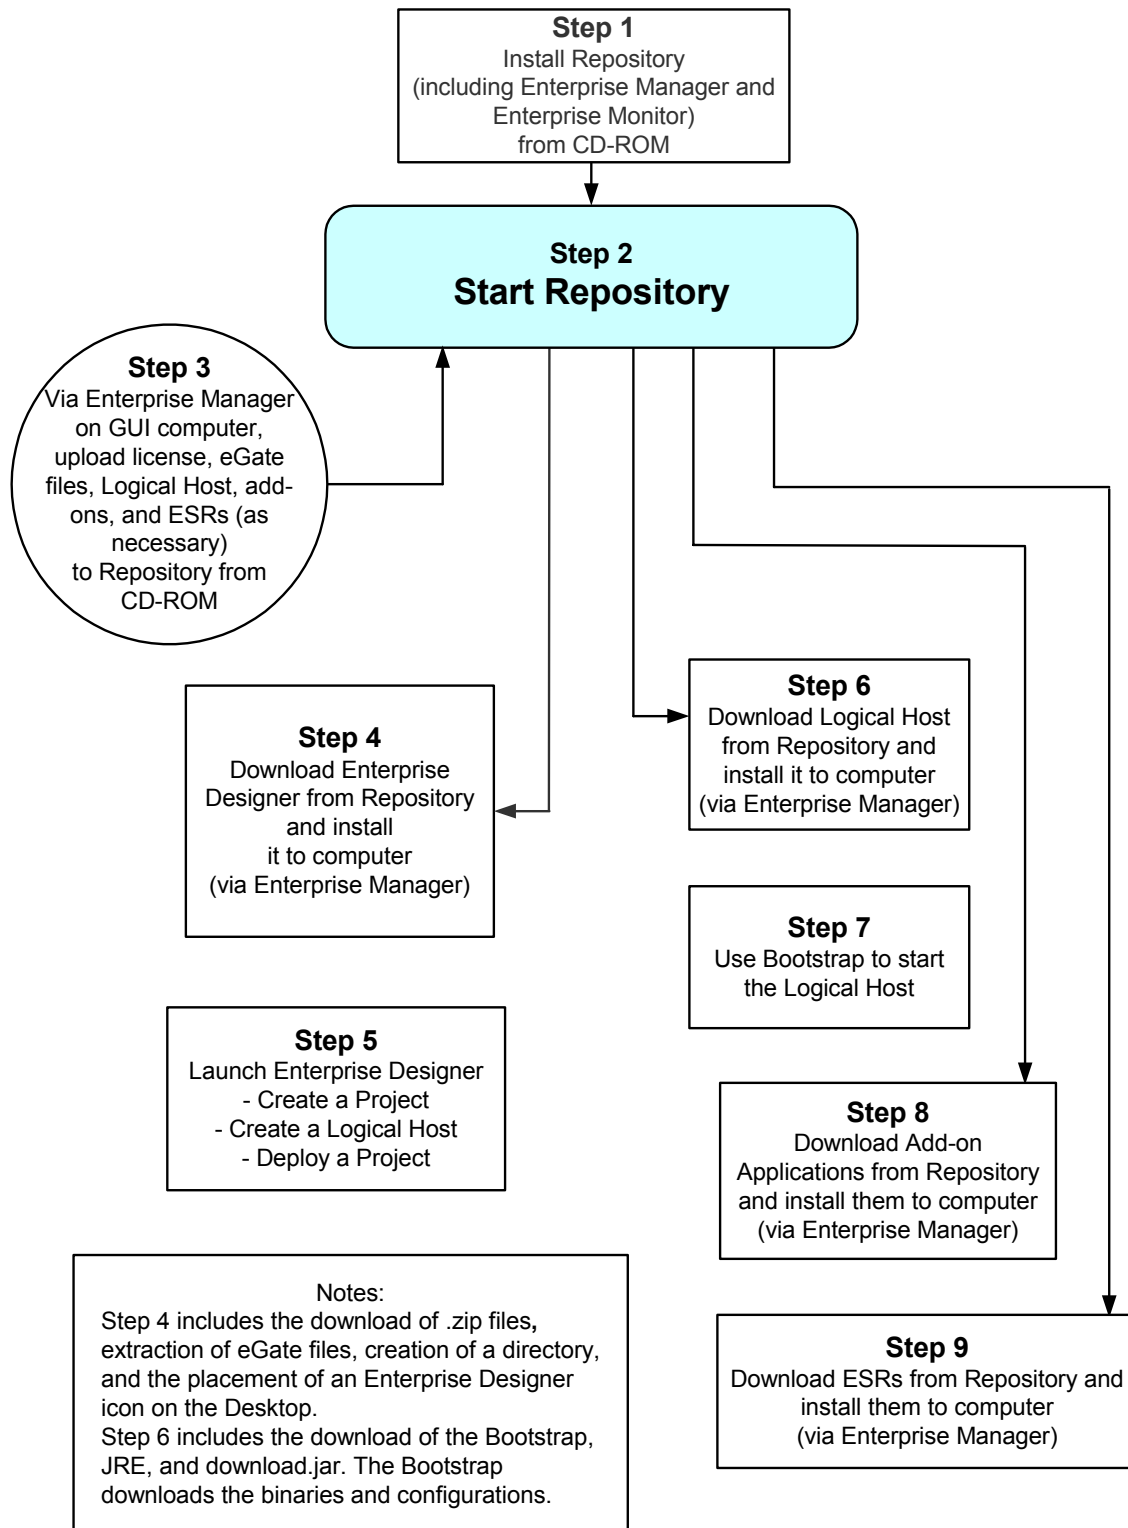 Step 1
Install Repository
(including Enterprise Manager and
Enterprise Monitor)
from CD-ROM
Step 2
Start Repository
Step 3
Via Enterprise Manager
on GUI computer,
upload license, eGate
files, Logical Host, add-
ons, and ESRs (as
necessary)
to Repository from
CD-ROM
Step 4
Download Enterprise
Designer from Repository
and install
it to computer
(via Enterprise Manager)
Step 5
Launch Enterprise Designer
- Create a Project
- Create a Logical Host
- Deploy a Project
Step 6
Download Logical Host
from Repository and
install it to computer
(via Enterprise Manager)
Step 7
Use Bootstrap to start
the Logical Host
Step 8
Download Add-on
Applications from Repository
and install them to computer
(via Enterprise Manager)
Step 9
Download ESRs from Repository and
install them to computer
(via Enterprise Manager)
Notes:
Step 4 includes the download of .zip files,
extraction of eGate files, creation of a directory,
and the placement of an Enterprise Designer
icon on the Desktop.
Step 6 includes the download of the Bootstrap,
JRE, and download.jar. The Bootstrap
downloads the binaries and configurations.